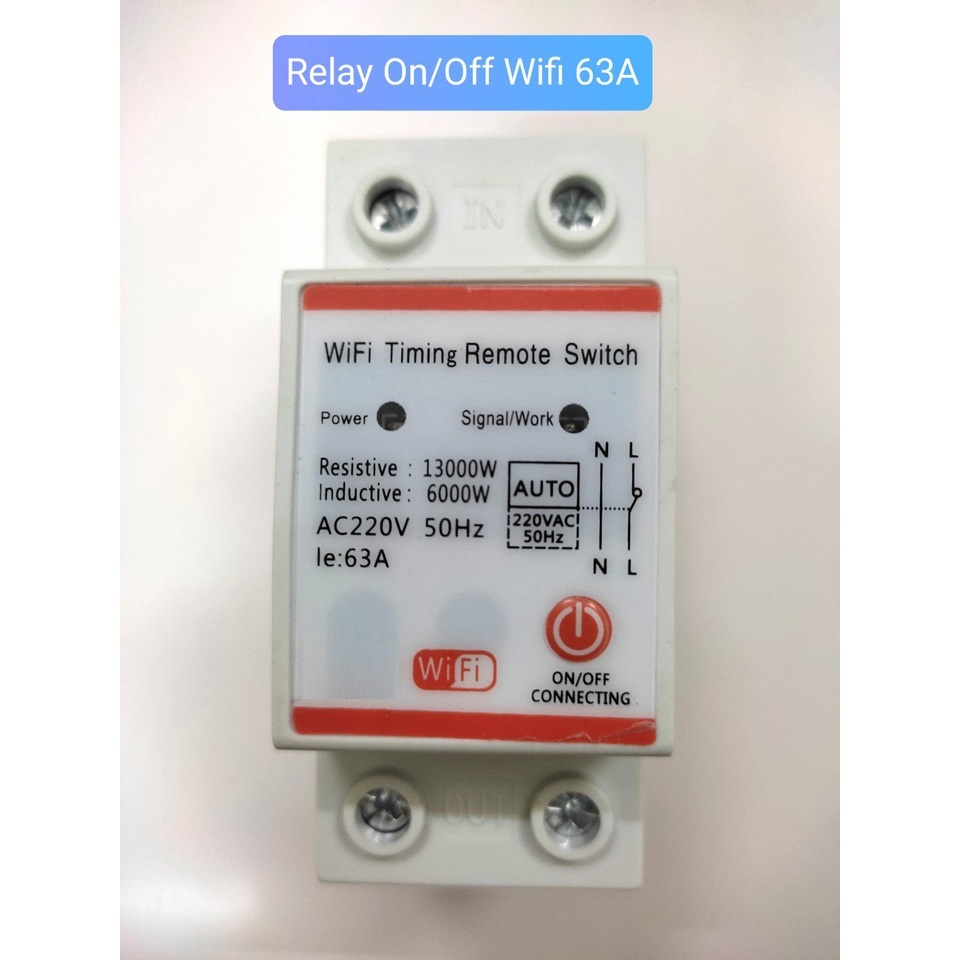 Relay On/Off Wifi 63A
IN
WiFi Timing Remote Switch
Power
Signal/Work
N L
Resistive : 13000W
Inductive : 6000W
AUTO
220VAC
50Hz
AC220V 50Hz
Ie:63A
N L
WiFi
ON/OFF
CONNECTING
OUT